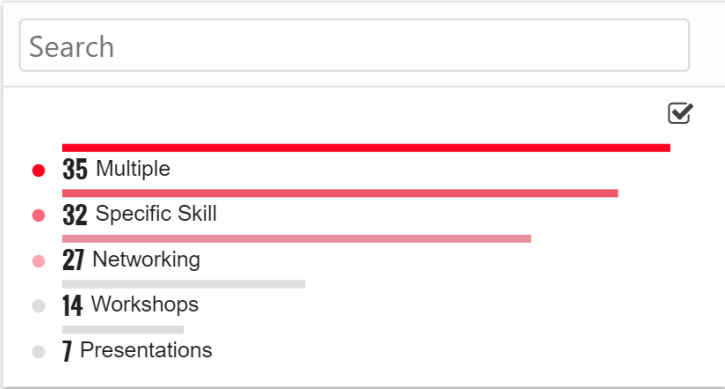 Search
35 Multiple
32 Specific Skill
27 Networking
14 Workshops
7 Presentations